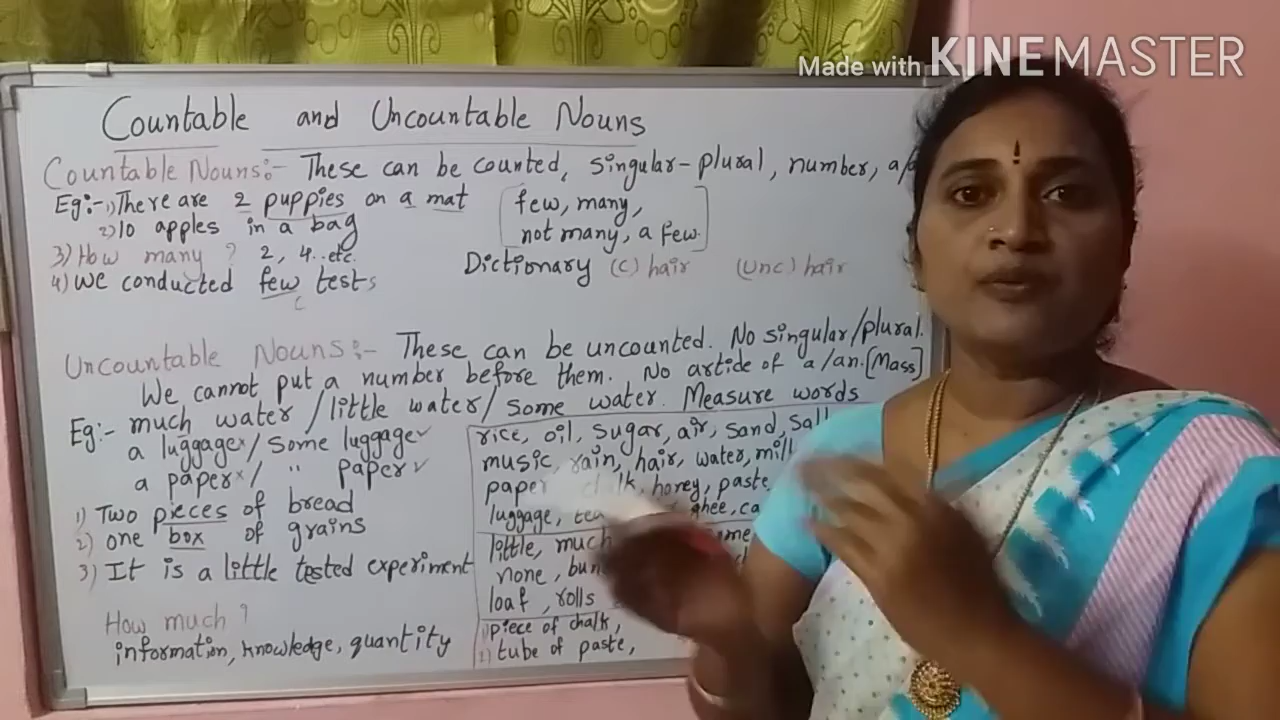 Made with KINEMASTER
Countable and Uncountable Nouns
Countable Nouns:- These can be counted, singular-plural, number, a/
Eg:- 1) There are 2 puppies on a mat
2) 10 apples in a bag
3) How many ? 2, 4..etc.
4) We conducted few tests
C
few, many,
not many, a few.
Dictionary (C) hair (Unc) hair
Uncountable Nouns:- These can be uncounted. No singular/plural.
We cannot put a number before them. No article of a/an. [Mass]
Eg:- much water / little water / some water. Measure words
a luggage× / Some luggage✓
a paper× / " paper✓
1) Two pieces of bread
2) one box of grains
3) It is a little tested experiment
How much ?
information, knowledge, quantity
rice, oil, sugar, air, sand,
music, rain, hair, water,
paper, honey, paste,
luggage, ghee,
little, much
none,
loaf, rolls
1) piece of chalk,
2) tube of paste,